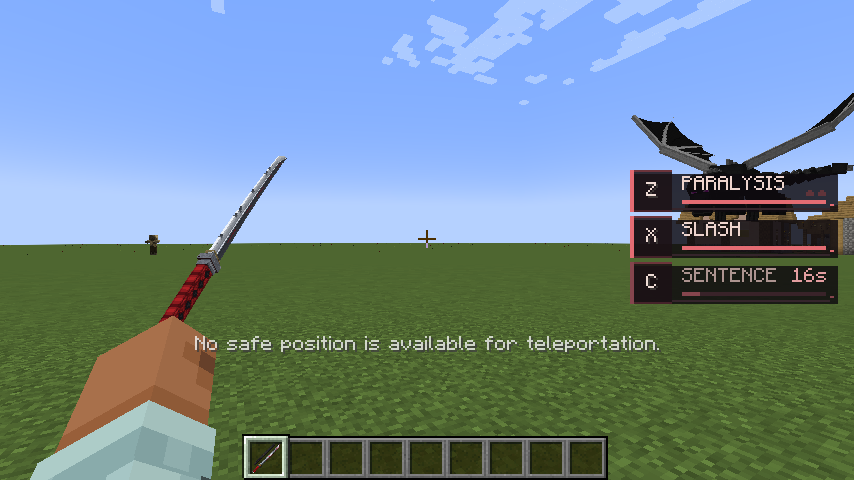 Z PARALYSIS
X SLASH
C SENTENCE 16s
No safe position is available for teleportation.